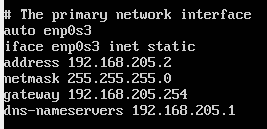 # The primary network interface
auto enp0s3
iface enp0s3 inet static
address 192.168.205.2
netmask 255.255.255.0
gateway 192.168.205.254
dns-nameservers 192.168.205.1